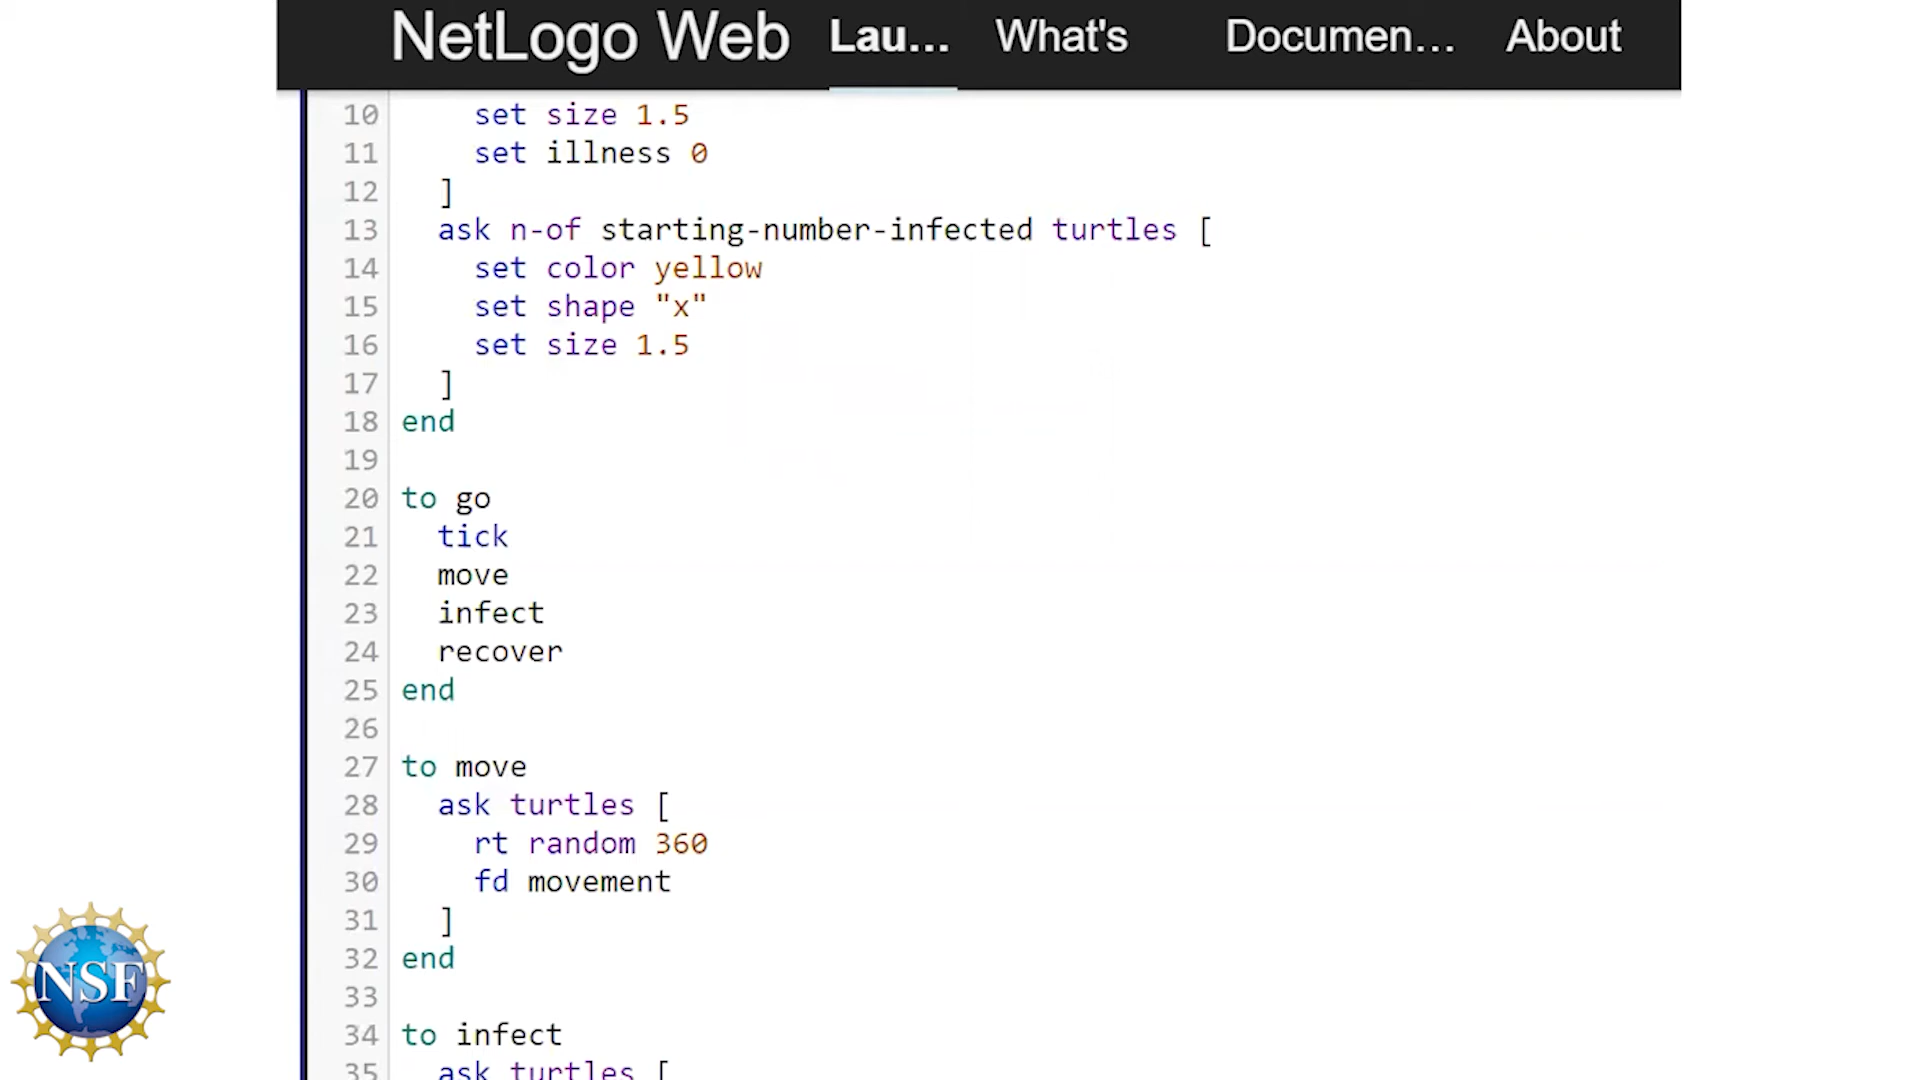 NetLogo Web Lau... What's Documen... About
10 set size 1.5
11 set illness 0
12 ]
13 ask n-of starting-number-infected turtles [
14 set color yellow
15 set shape "x"
16 set size 1.5
17 ]
18 end
19
20 to go
21 tick
22 move
23 infect
24 recover
25 end
26
27 to move
28 ask turtles [
29 rt random 360
30 fd movement
31 ]
32 end
33
34 to infect
35 ask turtles [
NSF